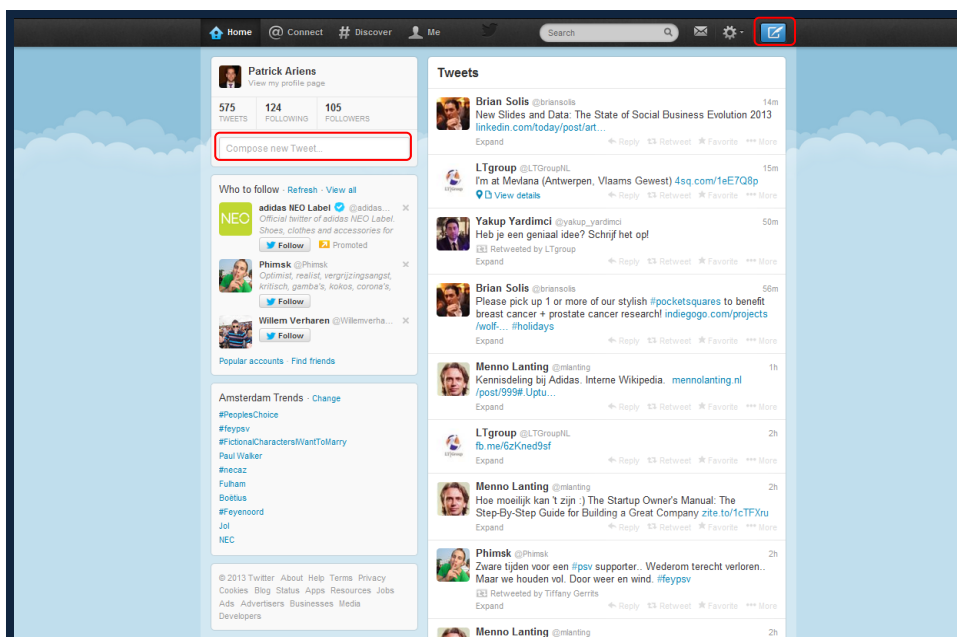 Home @ Connect # Discover Me Search
Patrick Ariens
View my profile page
575 124 105
TWEETS FOLLOWING FOLLOWERS
Compose new Tweet...
Who to follow · Refresh · View all
NEO
adidas NEO Label @adidas...
Official twitter of adidas NEO Label.
Shoes, clothes and accessories for
Follow Promoted
Phimsk @Phimsk
Optimist, realist, vergrijzingsangst,
kritisch, gamba's, kokos, corona's,
Follow
Willem Verharen @Willemverha...
Follow
Popular accounts · Find friends
Amsterdam Trends · Change
#PeoplesChoice
#feypsv
#FictionalCharactersIWantToMarry
Paul Walker
#necaz
Fulham
Boëtius
#Feyenoord
Jol
NEC
© 2013 Twitter About Help Terms Privacy
Cookies Blog Status Apps Resources Jobs
Ads Advertisers Businesses Media
Developers
Tweets
Brian Solis @briansolis 14m
New Slides and Data: The State of Social Business Evolution 2013
linkedin.com/today/post/art...
Expand Reply Retweet Favorite More
LTgroup @LTGroupNL 15m
I'm at Mevlana (Antwerpen, Vlaams Gewest) 4sq.com/1eE7Q8p
View details Reply Retweet Favorite More
Yakup Yardimci @yakup_yardimci 50m
Heb je een geniaal idee? Schrijf het op!
Retweeted by LTgroup
Expand Reply Retweet Favorite More
Brian Solis @briansolis 56m
Please pick up 1 or more of our stylish #pocketsquares to benefit
breast cancer + prostate cancer research! indiegogo.com/projects
/wolf-... #holidays
Expand Reply Retweet Favorite More
Menno Lanting @mlanting 1h
Kennisdeling bij Adidas. Interne Wikipedia. mennolanting.nl
/post/999#.Uptu...
Expand Reply Retweet Favorite More
LTgroup @LTGroupNL 2h
fb.me/6zKned9sf
Expand Reply Retweet Favorite More
Menno Lanting @mlanting 2h
Hoe moeilijk kan 't zijn :) The Startup Owner's Manual: The
Step-By-Step Guide for Building a Great Company zite.to/1cTFXru
Expand Reply Retweet Favorite More
Phimsk @Phimsk 2h
Zware tijden voor een #psv supporter.. Wederom terecht verloren..
Maar we houden vol. Door weer en wind. #feypsv
Retweeted by Tiffany Gerrits
Expand Reply Retweet Favorite More
Menno Lanting @mlanting 2h